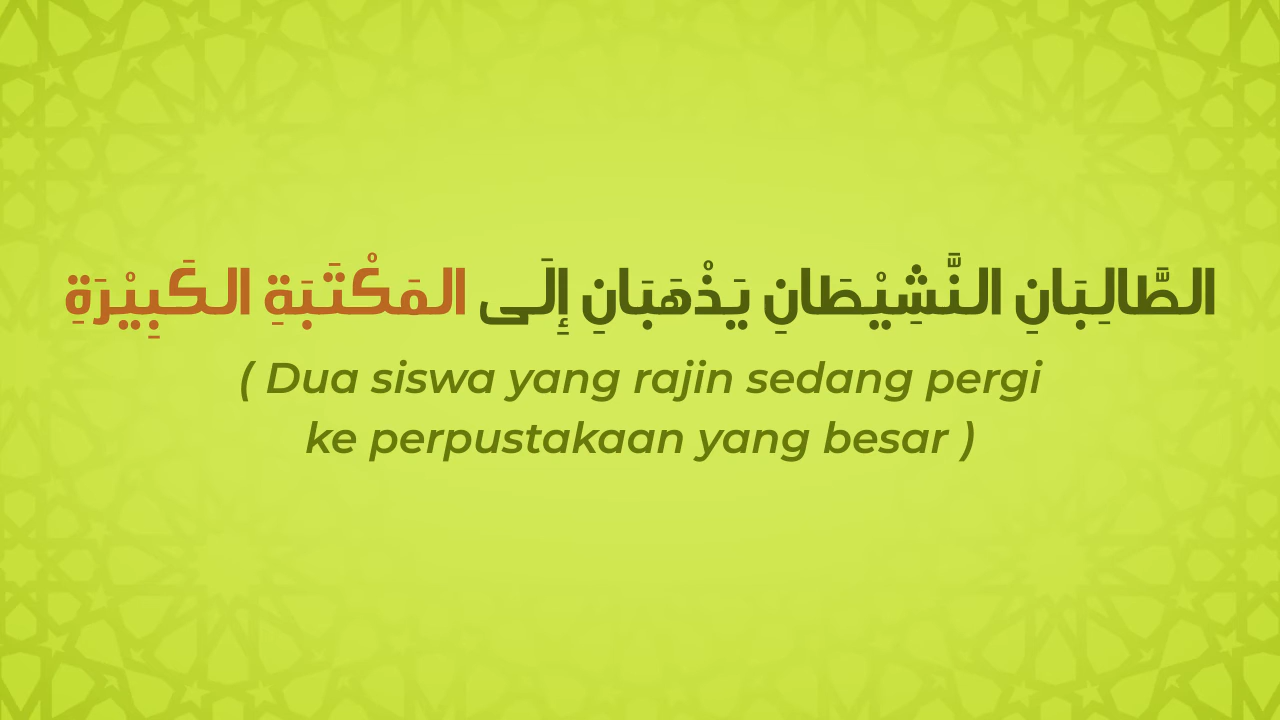 الطَّالِبَانِ النَّشِيْطَانِ يَذْهَبَانِ إِلَى المَكْتَبَةِ الكَبِيْرَةِ
( Dua siswa yang rajin sedang pergi
ke perpustakaan yang besar )